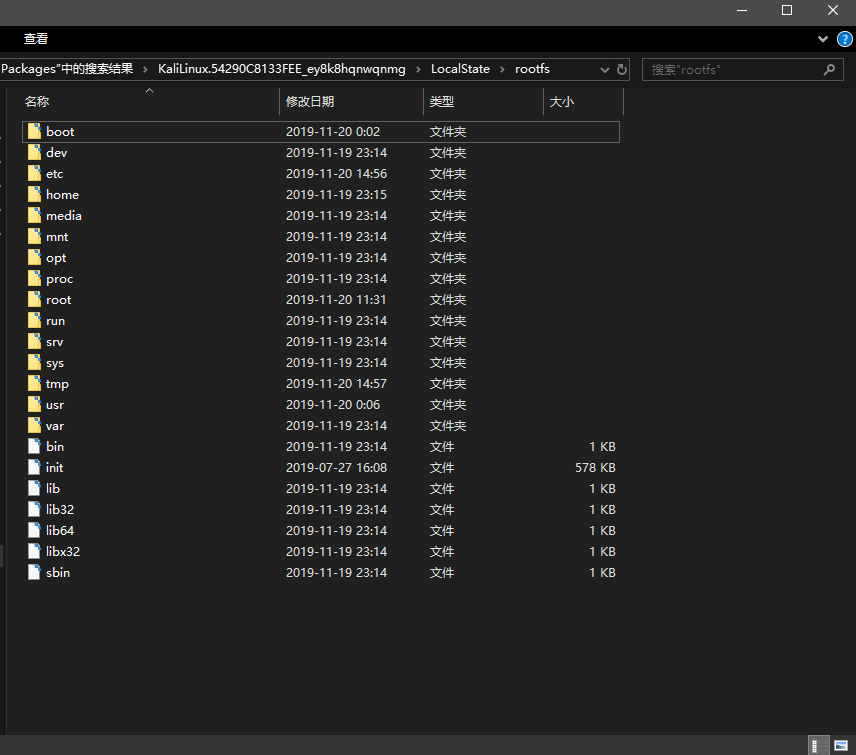 查看
?
Packages"中的搜索结果 > KaliLinux.54290C8133FEE_ey8k8hqnwqnmg > LocalState > rootfs 搜索"rootfs"
名称 修改日期 类型 大小
boot 2019-11-20 0:02 文件夹
dev 2019-11-19 23:14 文件夹
etc 2019-11-20 14:56 文件夹
home 2019-11-19 23:15 文件夹
media 2019-11-19 23:14 文件夹
mnt 2019-11-19 23:14 文件夹
opt 2019-11-19 23:14 文件夹
proc 2019-11-19 23:14 文件夹
root 2019-11-20 11:31 文件夹
run 2019-11-19 23:14 文件夹
srv 2019-11-19 23:14 文件夹
sys 2019-11-19 23:14 文件夹
tmp 2019-11-20 14:57 文件夹
usr 2019-11-20 0:06 文件夹
var 2019-11-19 23:14 文件夹
bin 2019-11-19 23:14 文件 1 KB
init 2019-07-27 16:08 文件 578 KB
lib 2019-11-19 23:14 文件 1 KB
lib32 2019-11-19 23:14 文件 1 KB
lib64 2019-11-19 23:14 文件 1 KB
libx32 2019-11-19 23:14 文件 1 KB
sbin 2019-11-19 23:14 文件 1 KB